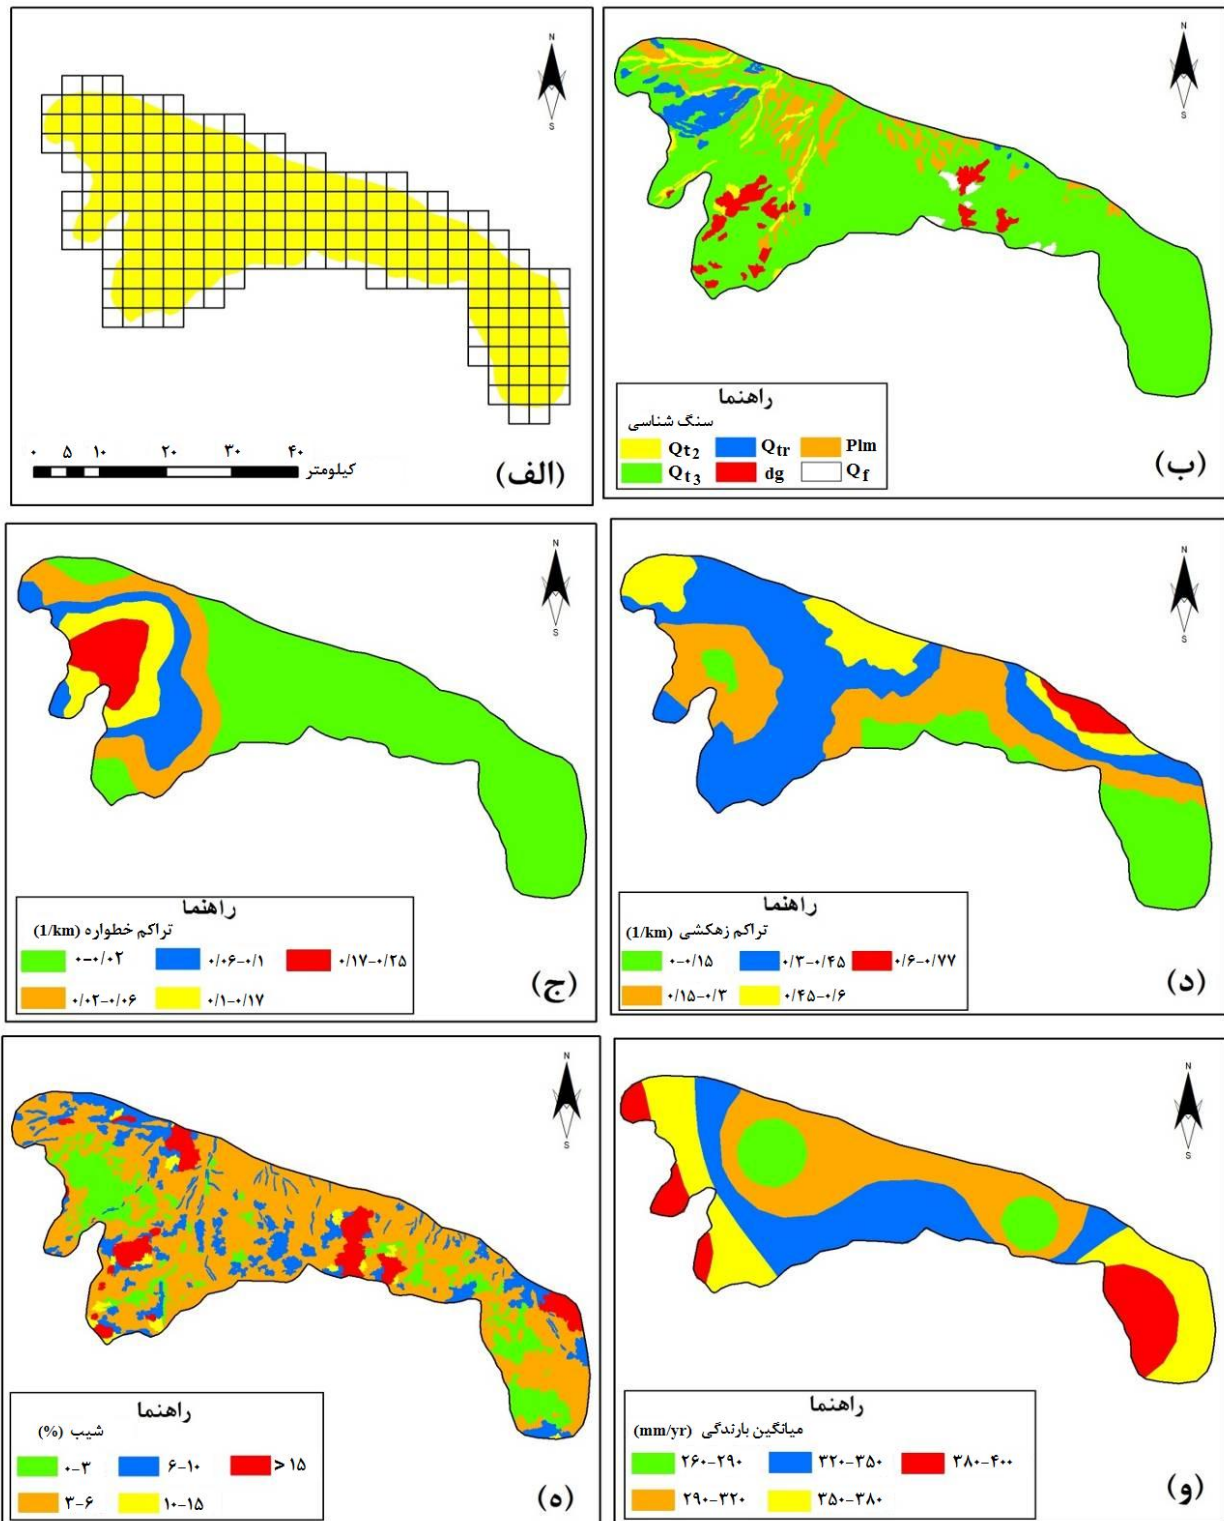 N
S
۰ ۵ ۱۰ ۲۰ ۳۰ ۴۰
کیلومتر
(الف)
N
S
راهنما
سنگ شناسی
Qt2 Qtr Plm
Qt3 dg Qf
(ب)
N
S
راهنما
تراکم خطواره (1/km)
۰-۰/۰۲ ۰/۰۶-۰/۱ ۰/۱۷-۰/۲۵
۰/۰۲-۰/۰۶ ۰/۱-۰/۱۷
(ج)
N
S
راهنما
تراکم زهکشی (1/km)
۰-۰/۱۵ ۰/۳-۰/۴۵ ۰/۶-۰/۷۷
۰/۱۵-۰/۳ ۰/۴۵-۰/۶
(د)
N
S
راهنما
شیب (%)
۰-۳ ۶-۱۰ > ۱۵
۳-۶ ۱۰-۱۵
(ه)
N
S
راهنما
میانگین بارندگی (mm/yr)
۲۶۰-۲۹۰ ۳۲۰-۳۵۰ ۳۸۰-۴۰۰
۲۹۰-۳۲۰ ۳۵۰-۳۸۰
(و)